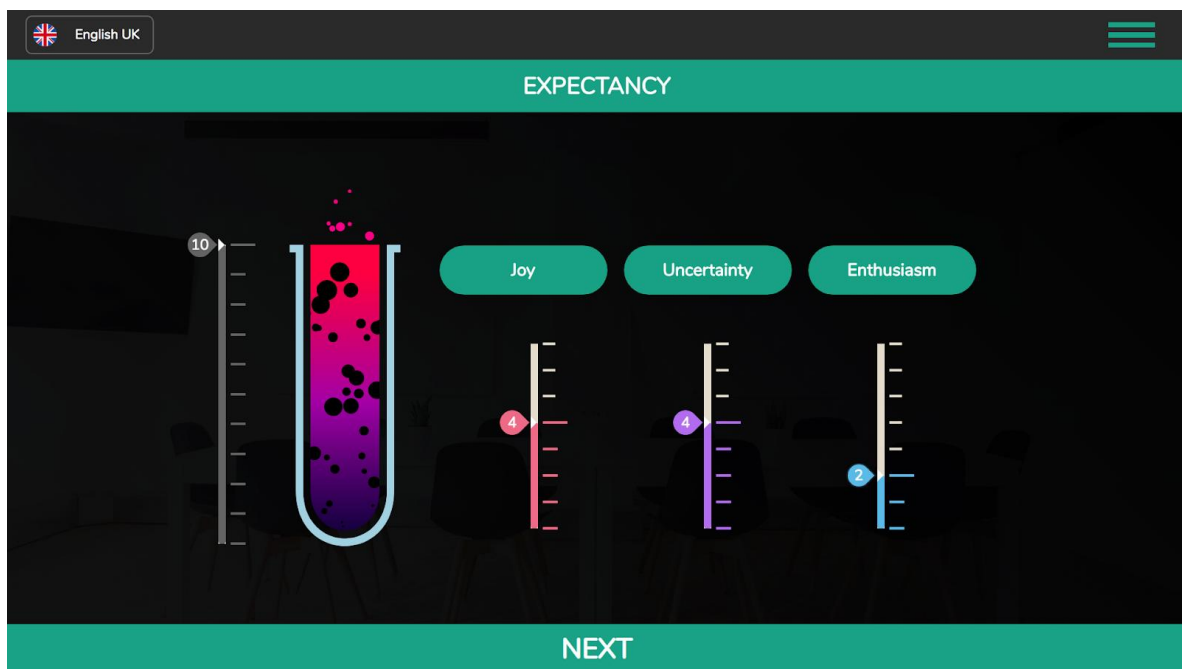 English UK
EXPECTANCY
10
Joy
Uncertainty
Enthusiasm
4
4
2
NEXT